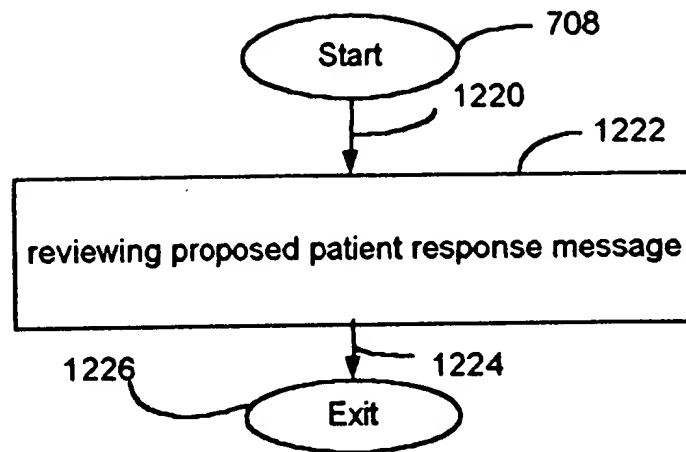 Start
708
1220
1222
reviewing proposed patient response message
1224
1226
Exit